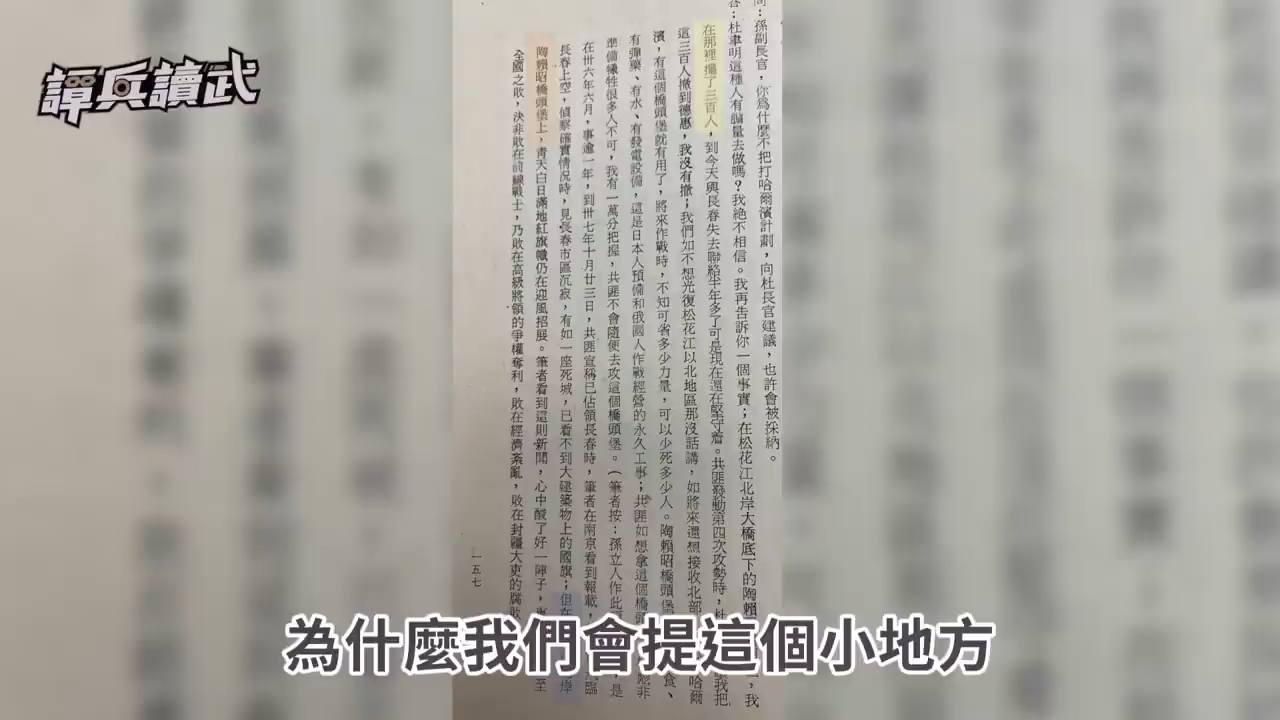 譚兵讀武
問：孫副長官，你為什麼不把打哈爾濱計劃，向杜長官建議，也許會被採納。
答：杜聿明這種人有膽量去做嗎？我絕不相信。我再告訴你一個事實；在松花江北岸大橋底下的陶賴，我
在那裡擺了三百人，到今天與長春失去聯絡半年多了可是現在還在堅守着。共匪發動第四次攻勢時，杜我把
這三百人撤到德惠，我沒有撤；我們如不想光復松花江以北地區那沒話講，如將來還想接收北部哈爾
濱，有這個橋頭堡就有用了，將來作戰時，不知可省多少力量，可以少死多少人。陶賴昭橋頭堡食、
有彈藥、有水、有發電設備，這是日本人預備和俄國人作戰經營的永久工事；共匪如想拿這個橋頭非
準備犧牲很多人不可，我有一萬分把握，共匪不會隨便去攻這個橋頭堡。（筆者按：孫立人作此是
在卅六年六月，事逾一年，到卅七年十月廿三日，共匪宣稱已佔領長春時，筆者在南京看到報載，臨
長春上空，偵察確實情況時，見長春市區沉寂，有如一座死城，已看不到大建築物上的國旗；但在岸
陶賴昭橋頭堡上，青天白日滿地紅旗幟仍在迎風招展。筆者看到這則新聞，心中酸了好一陣子，至
全國之敗，決非敗在前線戰士，乃敗在高級將領的爭權奪利，敗在經濟紊亂，敗在封疆大吏的腐敗
一五七
為什麼我們會提這個小地方